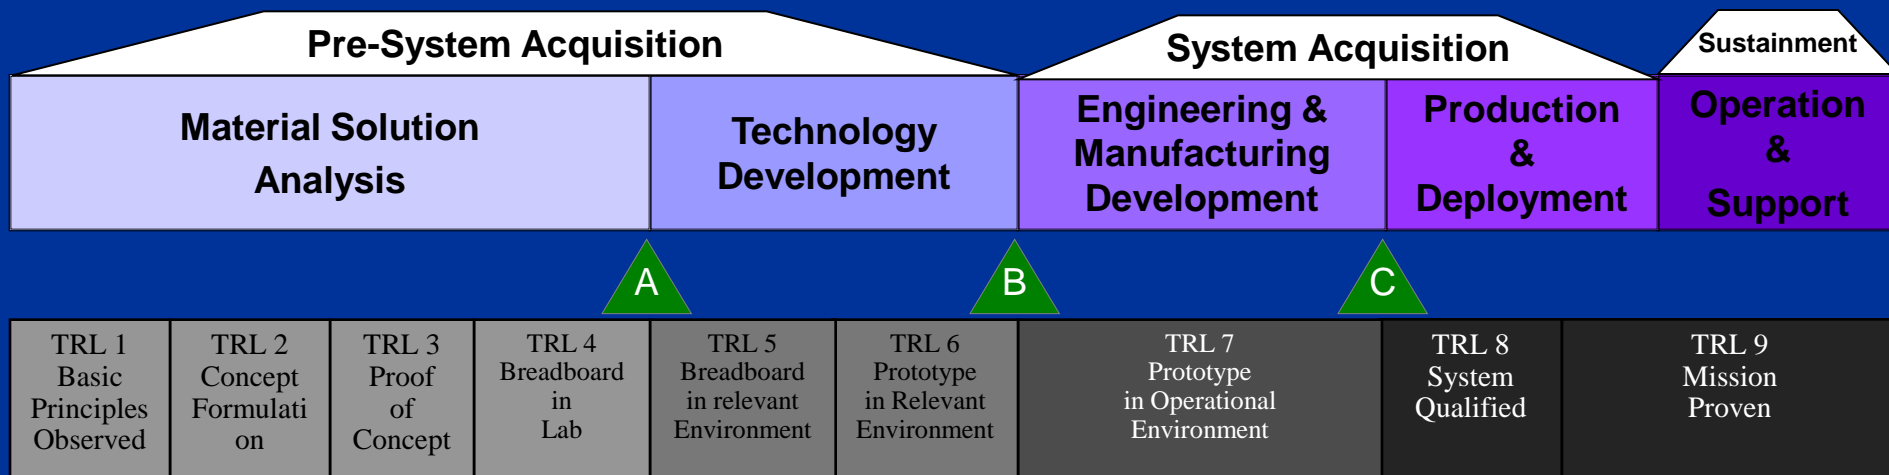 Pre-System Acquisition
System Acquisition
Sustainment
Material Solution
Analysis
Technology
Development
Engineering &
Manufacturing
Development
Production
&
Deployment
Operation
&
Support
A
B
C
TRL 1
Basic
Principles
Observed
TRL 2
Concept
Formulati
on
TRL 3
Proof
of
Concept
TRL 4
Breadboard
in
Lab
TRL 5
Breadboard
in relevant
Environment
TRL 6
Prototype
in Relevant
Environment
TRL 7
Prototype
in Operational
Environment
TRL 8
System
Qualified
TRL 9
Mission
Proven